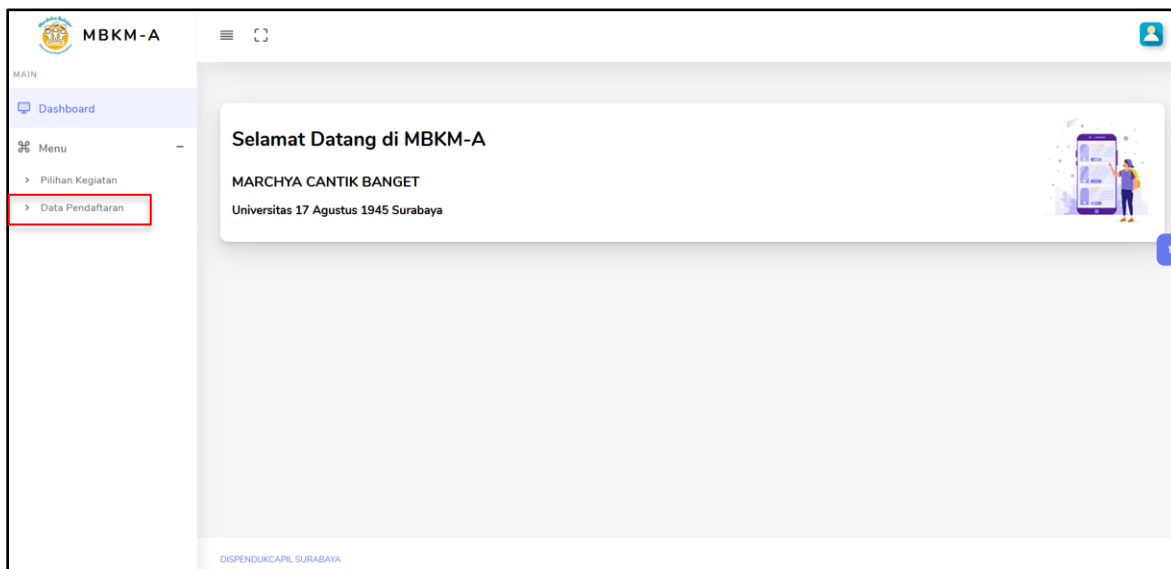 MBKM-A
MAIN
Dashboard
Menu
Pilihan Kegiatan
Data Pendaftaran
Selamat Datang di MBKM-A
MARCHYA CANTIK BANGET
Universitas 17 Agustus 1945 Surabaya
DISPENDUKCAPIL SURABAYA